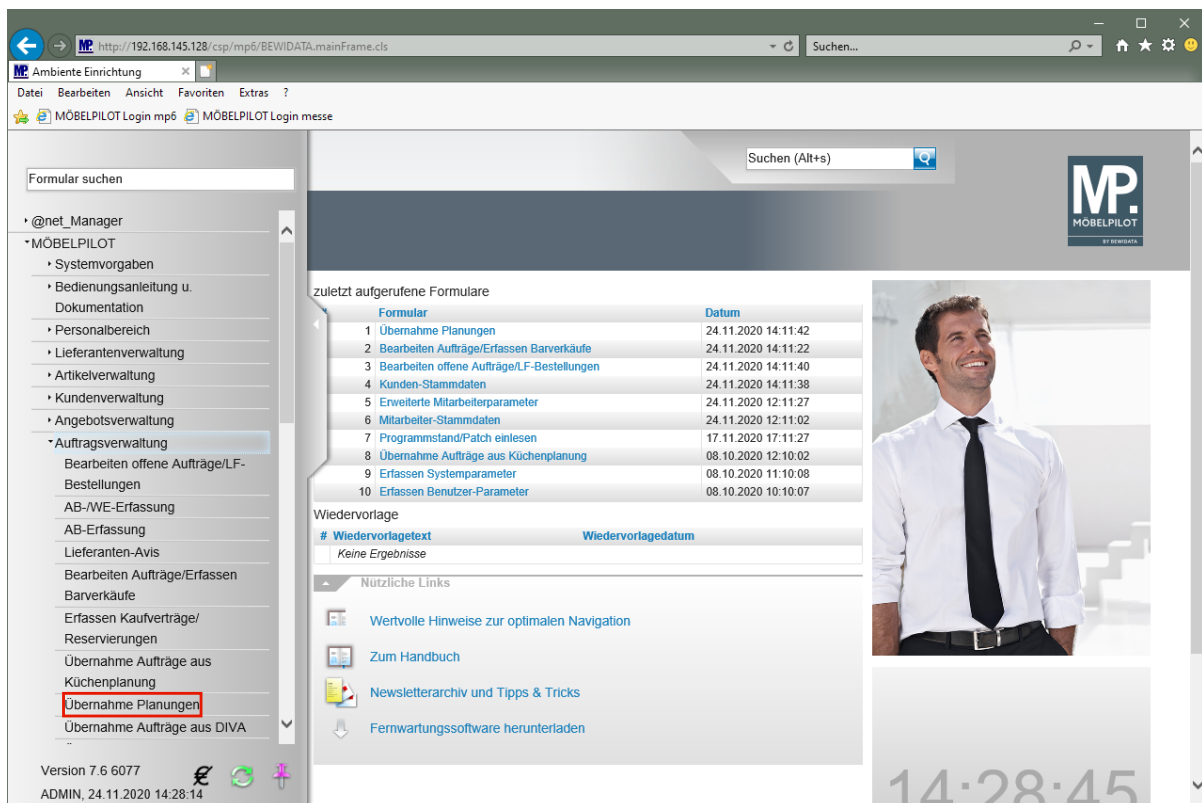 http://192.168.145.128/csp/mp6/BEWIDATA.mainFrame.cls
Suchen...
Ambiente Einrichtung
Datei Bearbeiten Ansicht Favoriten Extras ?
MÖBELPILOT Login mp6 MÖBELPILOT Login messe
Formular suchen
@net_Manager
MÖBELPILOT
Systemvorgaben
Bedienungsanleitung u.
Dokumentation
Personalbereich
Lieferantenverwaltung
Artikelverwaltung
Kundenverwaltung
Angebotsverwaltung
Auftragsverwaltung
Bearbeiten offene Aufträge/LF-
Bestellungen
AB-/WE-Erfassung
AB-Erfassung
Lieferanten-Avis
Bearbeiten Aufträge/Erfassen
Barverkäufe
Erfassen Kaufverträge/
Reservierungen
Übernahme Aufträge aus
Küchenplanung
Übernahme Planungen
Übernahme Aufträge aus DIVA
Version 7.6 6077
ADMIN, 24.11.2020 14:28:14
Suchen (Alt+s)
MP.
MÖBELPILOT
BY BEWIDATA
zuletzt aufgerufene Formulare
Formular Datum
1 Übernahme Planungen 24.11.2020 14:11:42
2 Bearbeiten Aufträge/Erfassen Barverkäufe 24.11.2020 14:11:22
3 Bearbeiten offene Aufträge/LF-Bestellungen 24.11.2020 14:11:40
4 Kunden-Stammdaten 24.11.2020 14:11:38
5 Erweiterte Mitarbeiterparameter 24.11.2020 12:11:27
6 Mitarbeiter-Stammdaten 24.11.2020 12:11:02
7 Programmstand/Patch einlesen 17.11.2020 17:11:27
8 Übernahme Aufträge aus Küchenplanung 08.10.2020 12:10:02
9 Erfassen Systemparameter 08.10.2020 11:10:08
10 Erfassen Benutzer-Parameter 08.10.2020 10:10:07
Wiedervorlage
# Wiedervorlagetext Wiedervorlagedatum
Keine Ergebnisse
Nützliche Links
Wertvolle Hinweise zur optimalen Navigation
Zum Handbuch
Newsletterarchiv und Tipps & Tricks
Fernwartungssoftware herunterladen
14:28:45